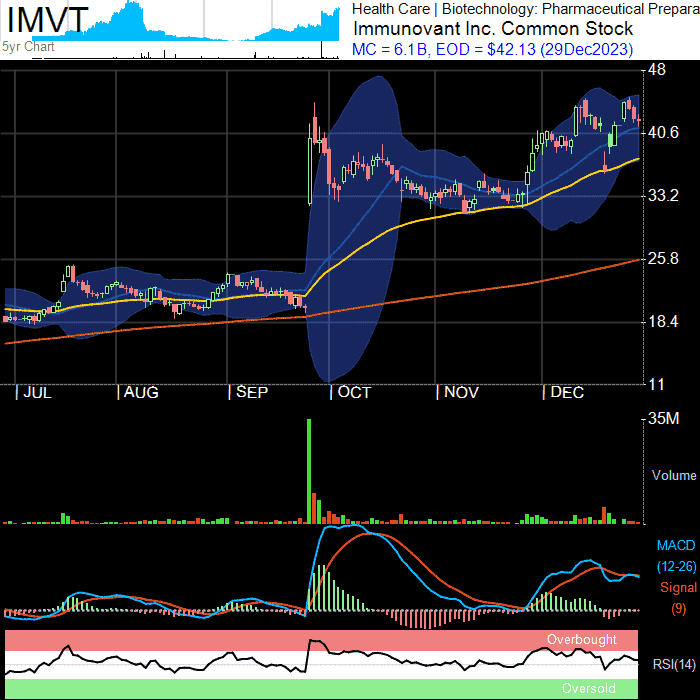 IMVT
5yr Chart
Health Care | Biotechnology: Pharmaceutical Prepara
Immunovant Inc. Common Stock
MC = 6.1B, EOD = $42.13 (29Dec2023)
48
40.6
33.2
25.8
18.4
11
| JUL | AUG | SEP | OCT | NOV | DEC
35M
Volume
MACD
(12-26)
Signal
(9)
Overbought
RSI(14)
Oversold